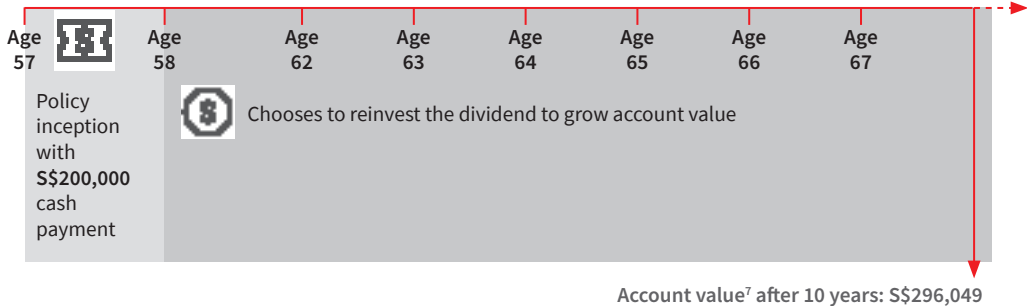 Age Age Age Age Age Age Age Age
57 58 62 63 64 65 66 67
Policy
inception
with
S$200,000
cash
payment
$ Chooses to reinvest the dividend to grow account value
Account value7 after 10 years: S$296,049